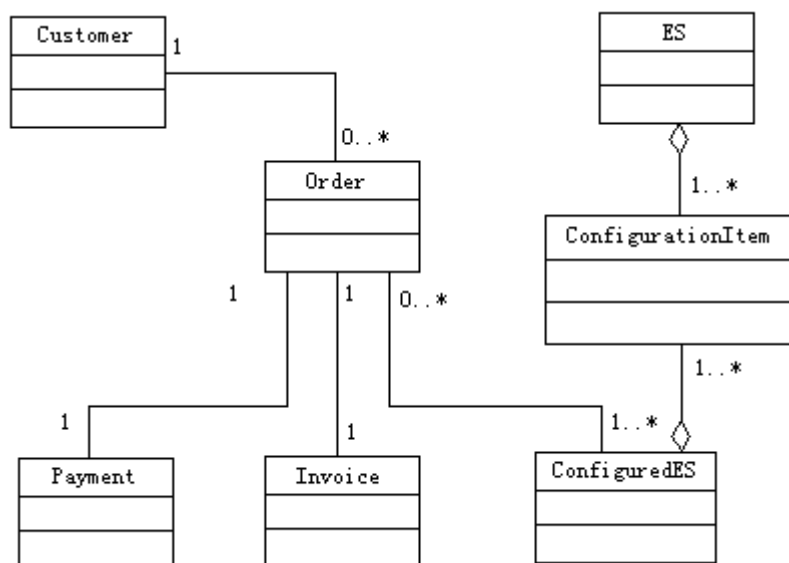 Customer
1
0..*
ES
1..*
Order
ConfigurationItem
1
1
0..*
1..*
1
1
1..*
Payment
Invoice
ConfiguredES